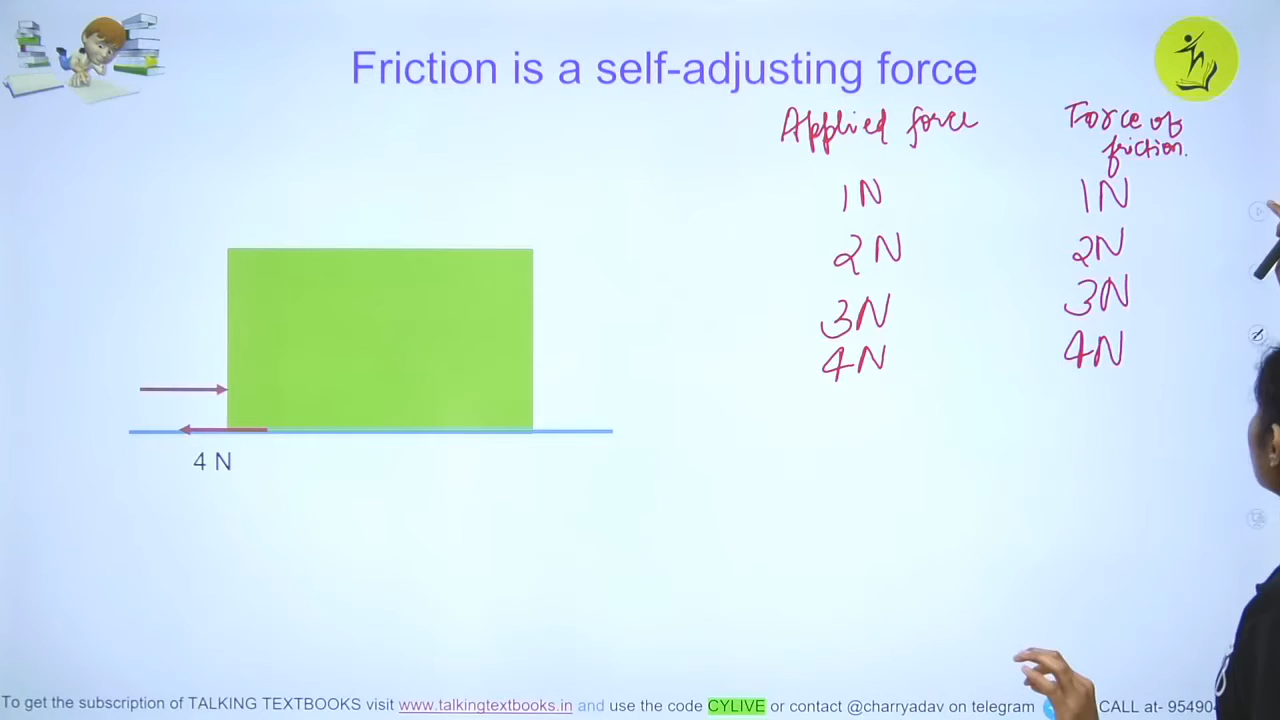 Friction is a self-adjusting force
Applied force Force of
friction.
1N 1N
2N 2N
3N 3N
4N 4N
4 N
To get the subscription of TALKING TEXTBOOKS visit www.talkingtextbooks.in and use the code CYLIVE or contact @charryadav on telegram CALL at- 95490